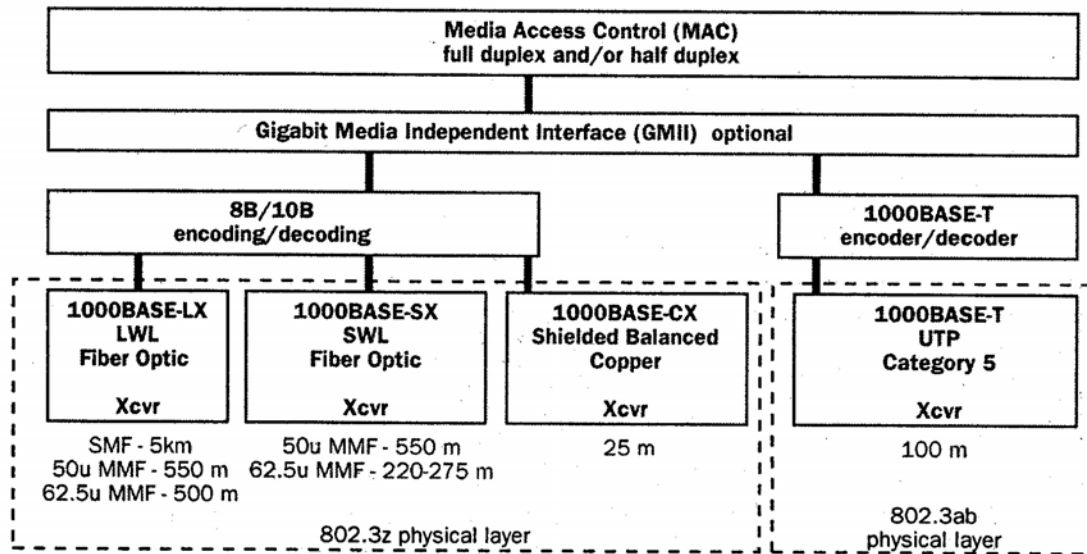 Media Access Control (MAC)
full duplex and/or half duplex
Gigabit Media Independent Interface (GMII) optional
8B/10B
encoding/decoding
1000BASE-T
encoder/decoder
1000BASE-LX
LWL
Fiber Optic
Xcvr
1000BASE-SX
SWL
Fiber Optic
Xcvr
1000BASE-CX
Shielded Balanced
Copper
Xcvr
1000BASE-T
UTP
Category 5
Xcvr
SMF - 5km
50u MMF - 550 m
62.5u MMF - 500 m
50u MMF - 550 m
62.5u MMF - 220-275 m
25 m
100 m
802.3z physical layer
802.3ab
physical layer